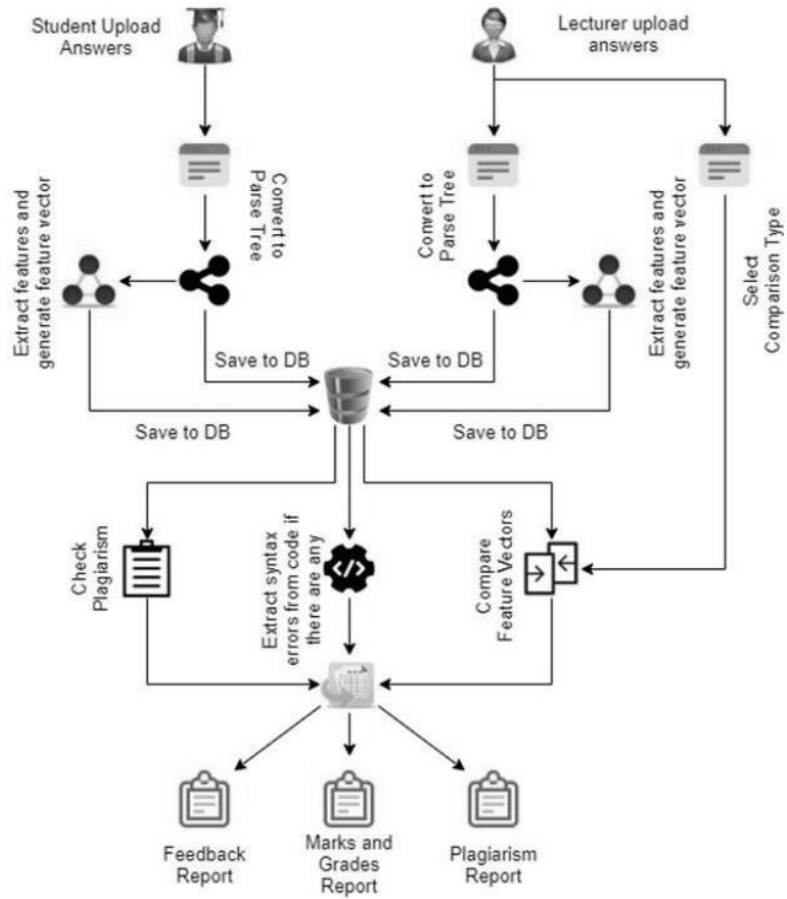 Student Upload
Answers
Lecturer upload
answers
Convert to
Parse Tree
Convert to
Parse Tree
Extract features and
generate feature vector
Extract features and
generate feature vector
Select
Comparison Type
Save to DB
Save to DB
Save to DB
Save to DB
Check
Plagiarism
Extract syntax
errors from code if
there are any
</>
Compare
Feature Vectors
Feedback
Report
Marks and
Grades
Report
Plagiarism
Report